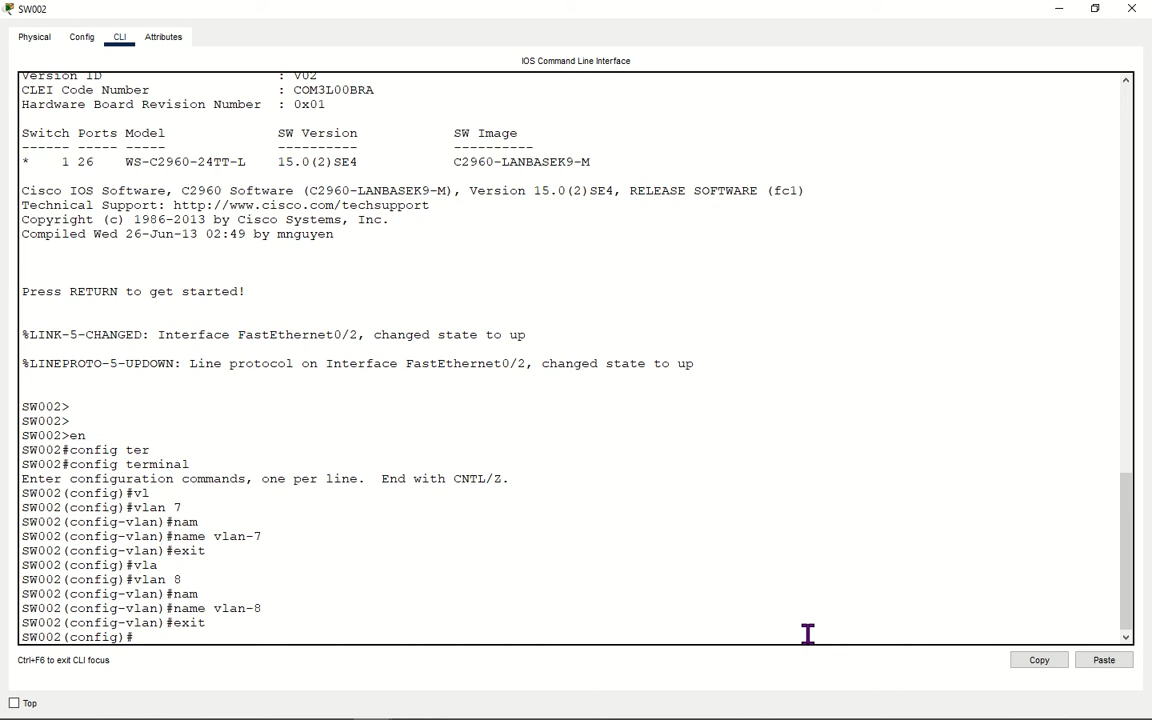 SW002
Physical Config CLI Attributes
IOS Command Line Interface
Version ID : V02
CLEI Code Number : COM3L00BRA
Hardware Board Revision Number : 0x01
Switch Ports Model SW Version SW Image
------ ----- ----- ---------- ----------
* 1 26 WS-C2960-24TT-L 15.0(2)SE4 C2960-LANBASEK9-M
Cisco IOS Software, C2960 Software (C2960-LANBASEK9-M), Version 15.0(2)SE4, RELEASE SOFTWARE (fc1)
Technical Support: http://www.cisco.com/techsupport
Copyright (c) 1986-2013 by Cisco Systems, Inc.
Compiled Wed 26-Jun-13 02:49 by mnguyen
Press RETURN to get started!
%LINK-5-CHANGED: Interface FastEthernet0/2, changed state to up
%LINEPROTO-5-UPDOWN: Line protocol on Interface FastEthernet0/2, changed state to up
SW002>
SW002>
SW002>en
SW002#config ter
SW002#config terminal
Enter configuration commands, one per line. End with CNTL/Z.
SW002(config)#vl
SW002(config)#vlan 7
SW002(config-vlan)#nam
SW002(config-vlan)#name vlan-7
SW002(config-vlan)#exit
SW002(config)#vla
SW002(config)#vlan 8
SW002(config-vlan)#nam
SW002(config-vlan)#name vlan-8
SW002(config-vlan)#exit
SW002(config)#
Ctrl+F6 to exit CLI focus
Copy Paste
Top